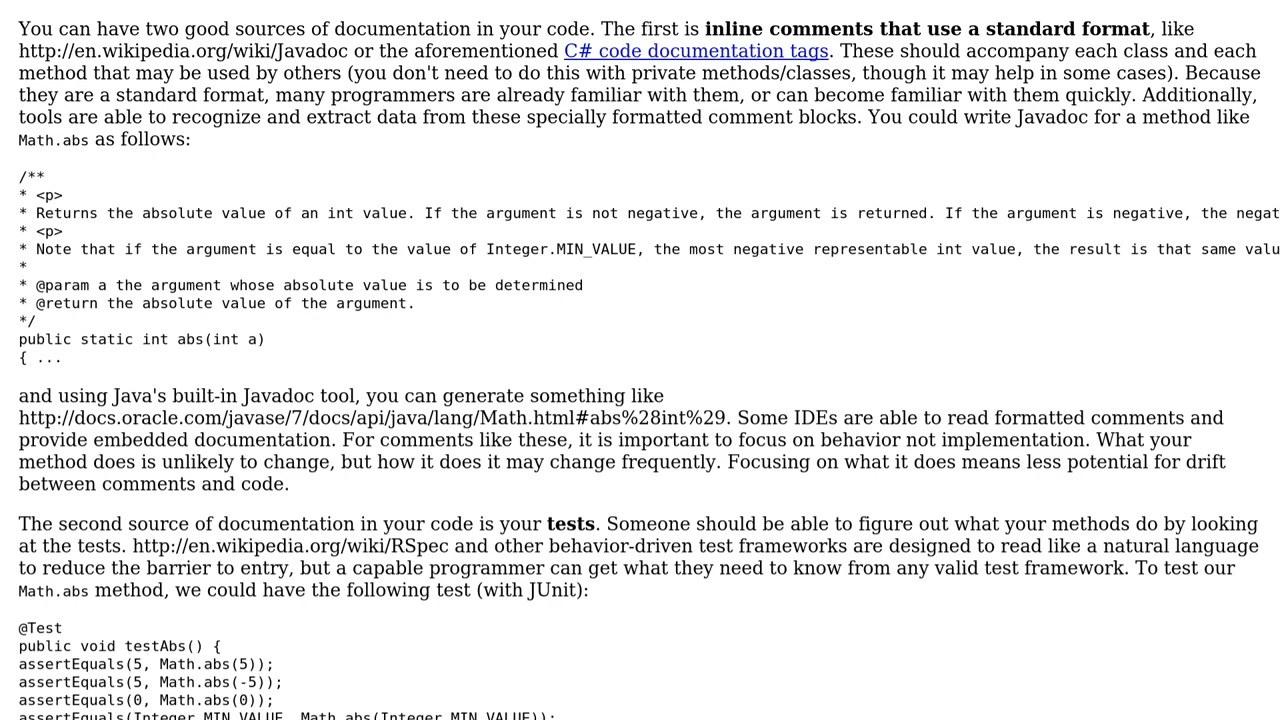 You can have two good sources of documentation in your code. The first is inline comments that use a standard format, like
http://en.wikipedia.org/wiki/Javadoc or the aforementioned C# code documentation tags. These should accompany each class and each
method that may be used by others (you don't need to do this with private methods/classes, though it may help in some cases). Because
they are a standard format, many programmers are already familiar with them, or can become familiar with them quickly. Additionally,
tools are able to recognize and extract data from these specially formatted comment blocks. You could write Javadoc for a method like
Math.abs as follows:
/**
* <p>
* Returns the absolute value of an int value. If the argument is not negative, the argument is returned. If the argument is negative, the negat
* <p>
* Note that if the argument is equal to the value of Integer.MIN_VALUE, the most negative representable int value, the result is that same valu
*
* @param a the argument whose absolute value is to be determined
* @return the absolute value of the argument.
*/
public static int abs(int a)
{ ...
and using Java's built-in Javadoc tool, you can generate something like
http://docs.oracle.com/javase/7/docs/api/java/lang/Math.html#abs%28int%29. Some IDEs are able to read formatted comments and
provide embedded documentation. For comments like these, it is important to focus on behavior not implementation. What your
method does is unlikely to change, but how it does it may change frequently. Focusing on what it does means less potential for drift
between comments and code.
The second source of documentation in your code is your tests. Someone should be able to figure out what your methods do by looking
at the tests. http://en.wikipedia.org/wiki/RSpec and other behavior-driven test frameworks are designed to read like a natural language
to reduce the barrier to entry, but a capable programmer can get what they need to know from any valid test framework. To test our
Math.abs method, we could have the following test (with JUnit):
@Test
public void testAbs() {
assertEquals(5, Math.abs(5));
assertEquals(5, Math.abs(-5));
assertEquals(0, Math.abs(0));
assertEquals(Integer.MIN_VALUE, Math.abs(Integer.MIN_VALUE));